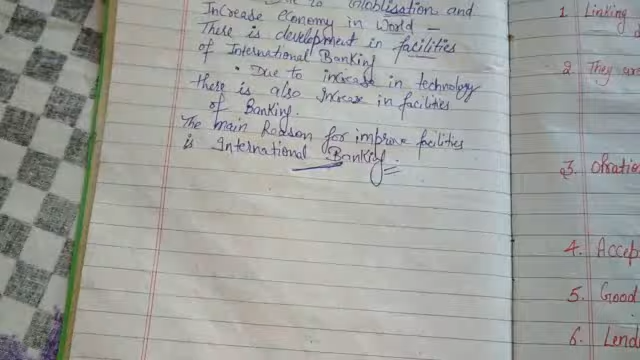 to Globlisation and
Increase economy in World -
There is development in facilities
of International Banking
• Due to increase in technology
there is also Increase in facilities
of Banking.
The main Reason for improve facilities
is International Banking.
1 Linking
2 They are
3. 
4. Accep
5. Good
6. Lend